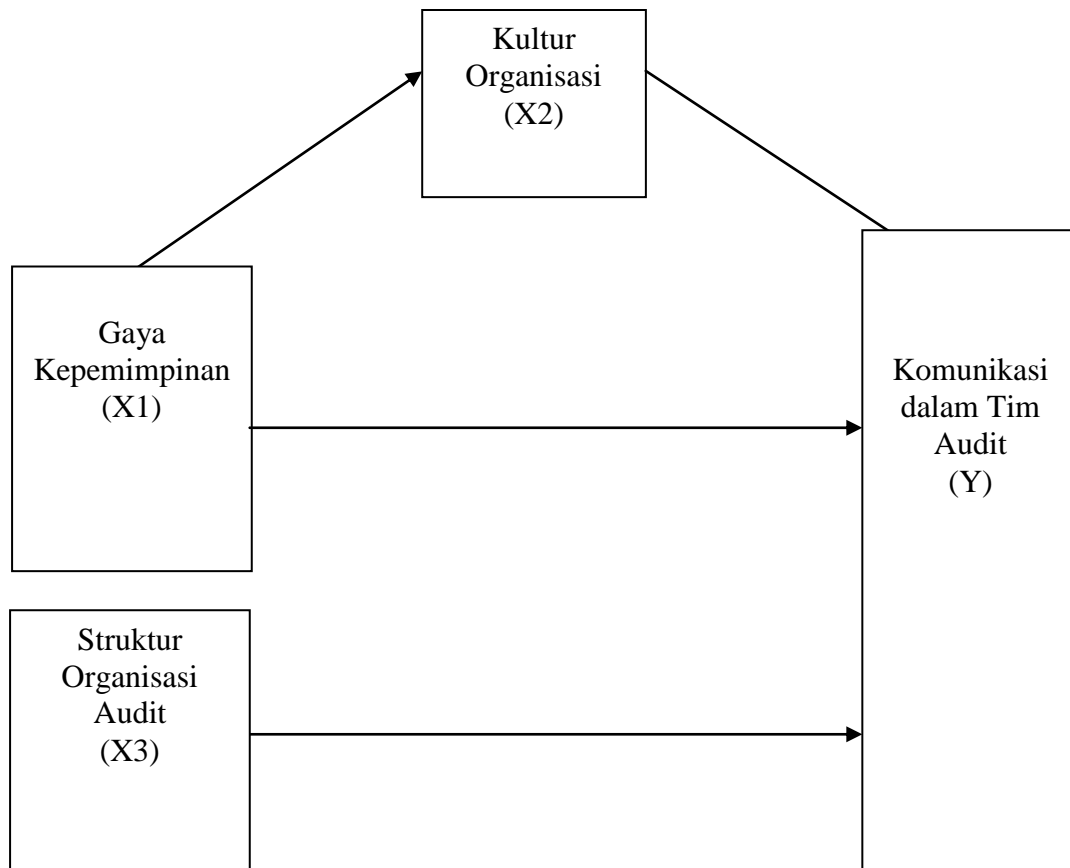 Kultur
Organisasi
(X2)
Gaya
Kepemimpinan
(X1)
Komunikasi
dalam Tim
Audit
(Y)
Struktur
Organisasi
Audit
(X3)